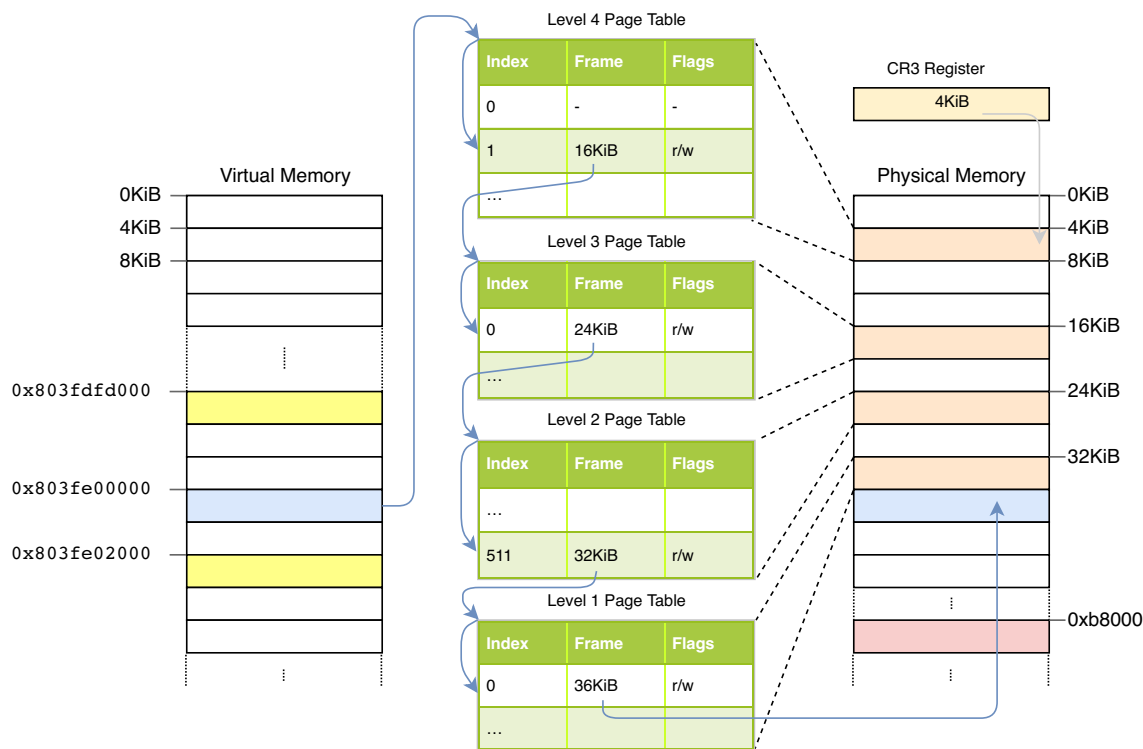 Level 4 Page Table
Index Frame Flags
0 - -
1 16KiB r/w
...
CR3 Register
4KiB
Virtual Memory
0KiB
4KiB
8KiB
0x803fdfd000
0x803fe00000
0x803fe02000
Level 3 Page Table
Index Frame Flags
0 24KiB r/w
...
Level 2 Page Table
Index Frame Flags
...
511 32KiB r/w
Level 1 Page Table
Index Frame Flags
0 36KiB r/w
...
Physical Memory
0KiB
4KiB
8KiB
16KiB
24KiB
32KiB
0xb8000